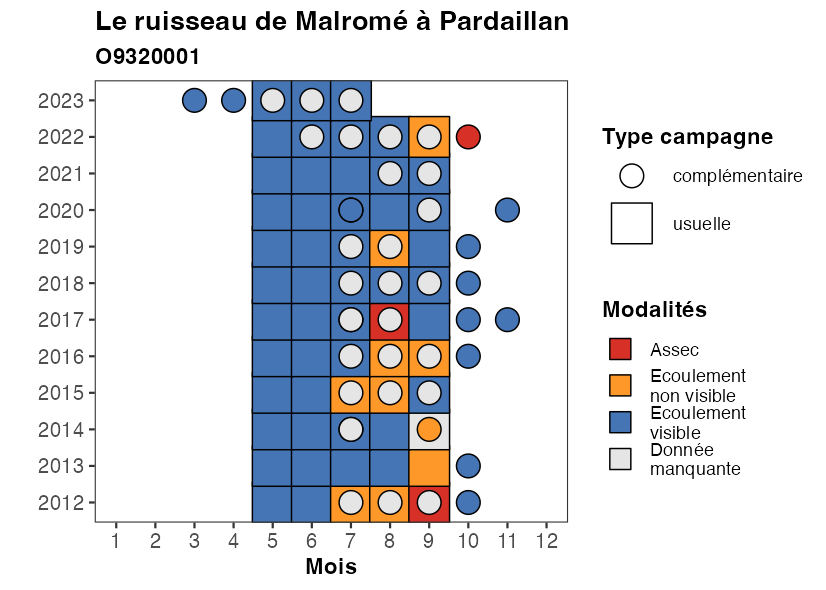 Le ruisseau de Malromé à Pardaillan
O9320001
2023
2022
2021
2020
2019
2018
2017
2016
2015
2014
2013
2012
1 2 3 4 5 6 7 8 9 10 11 12
Mois
Type campagne
complémentaire
usuelle
Modalités
Assec
Ecoulement
non visible
Ecoulement
visible
Donnée
manquante